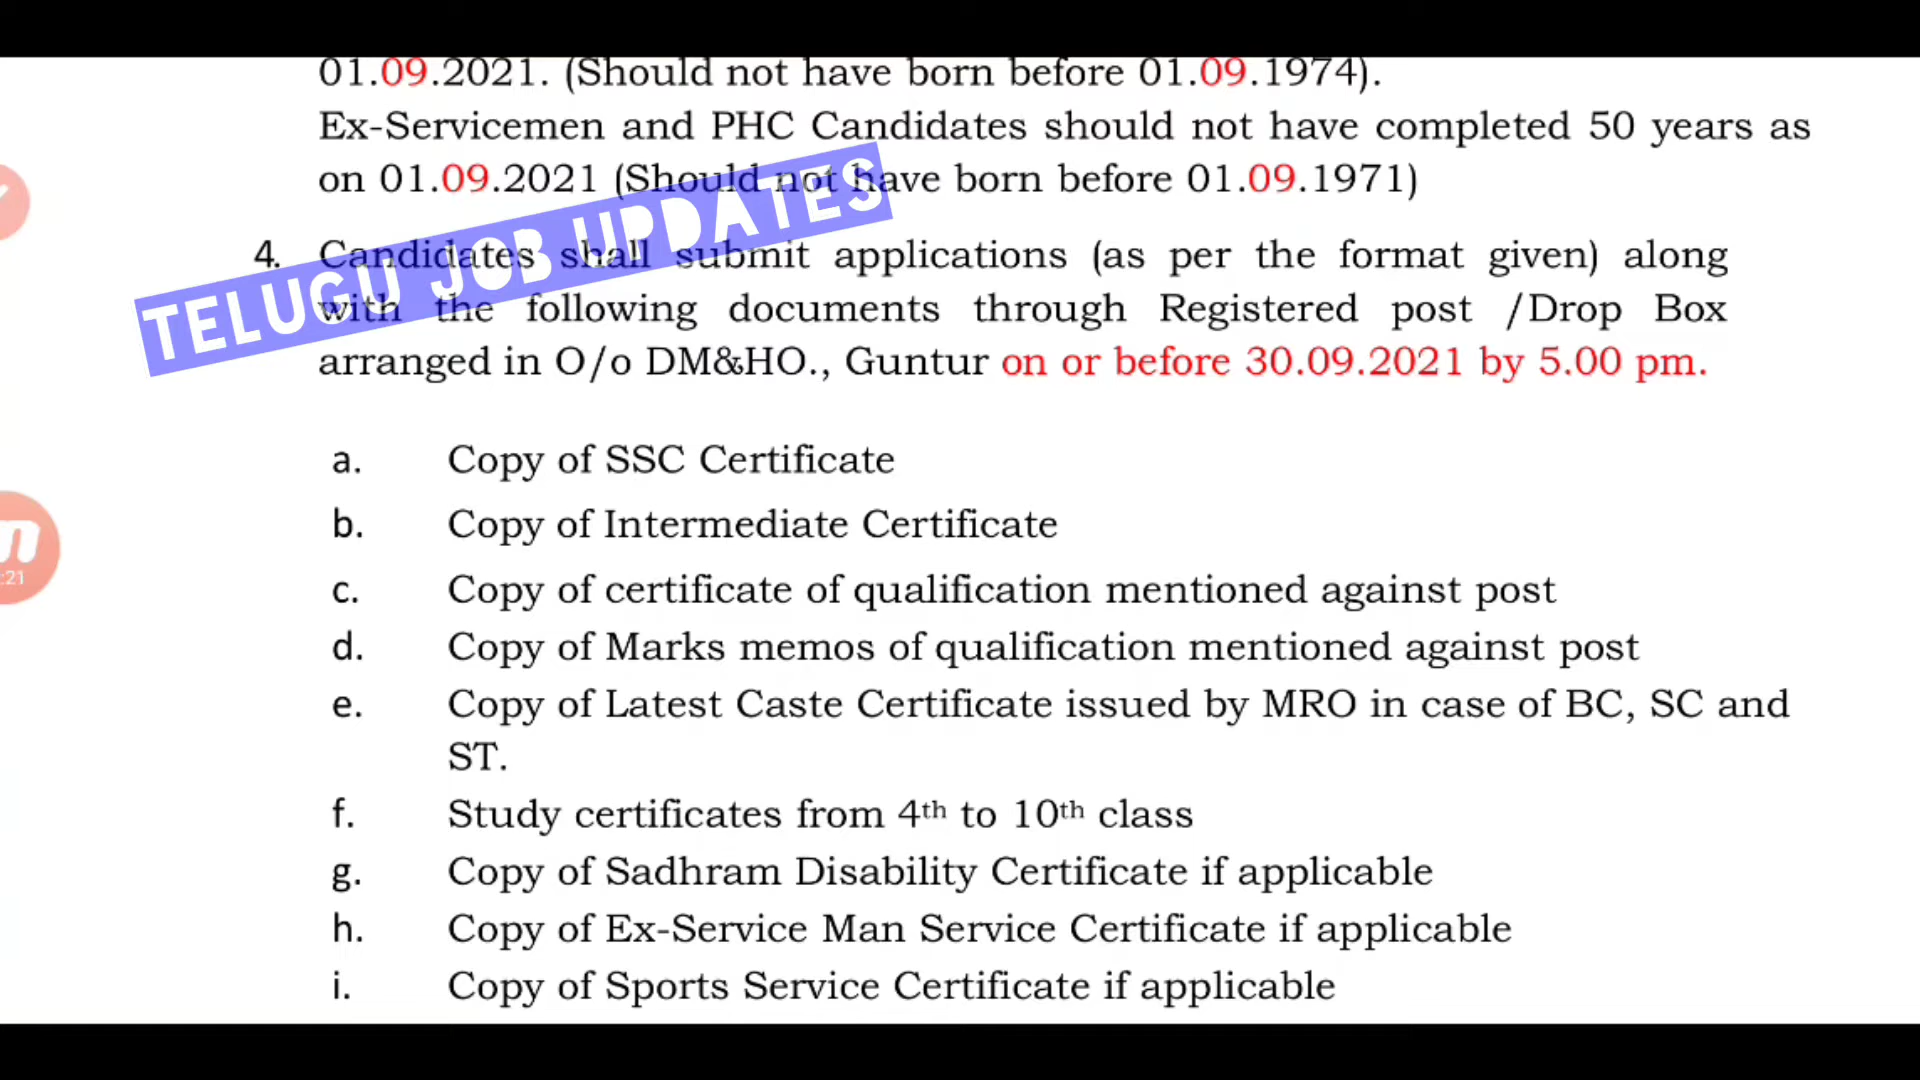 01.09.2021. (Should not have born before 01.09.1974).
Ex-Servicemen and PHC Candidates should not have completed 50 years as
on 01.09.2021 (Should not have born before 01.09.1971)
TELUGU JOB UPDATES
4. Candidates shall submit applications (as per the format given) along
with the following documents through Registered post /Drop Box
arranged in O/o DM&HO., Guntur on or before 30.09.2021 by 5.00 pm.
a. Copy of SSC Certificate
b. Copy of Intermediate Certificate
:21
c. Copy of certificate of qualification mentioned against post
d. Copy of Marks memos of qualification mentioned against post
e. Copy of Latest Caste Certificate issued by MRO in case of BC, SC and
ST.
f. Study certificates from 4th to 10th class
g. Copy of Sadhram Disability Certificate if applicable
h. Copy of Ex-Service Man Service Certificate if applicable
i. Copy of Sports Service Certificate if applicable